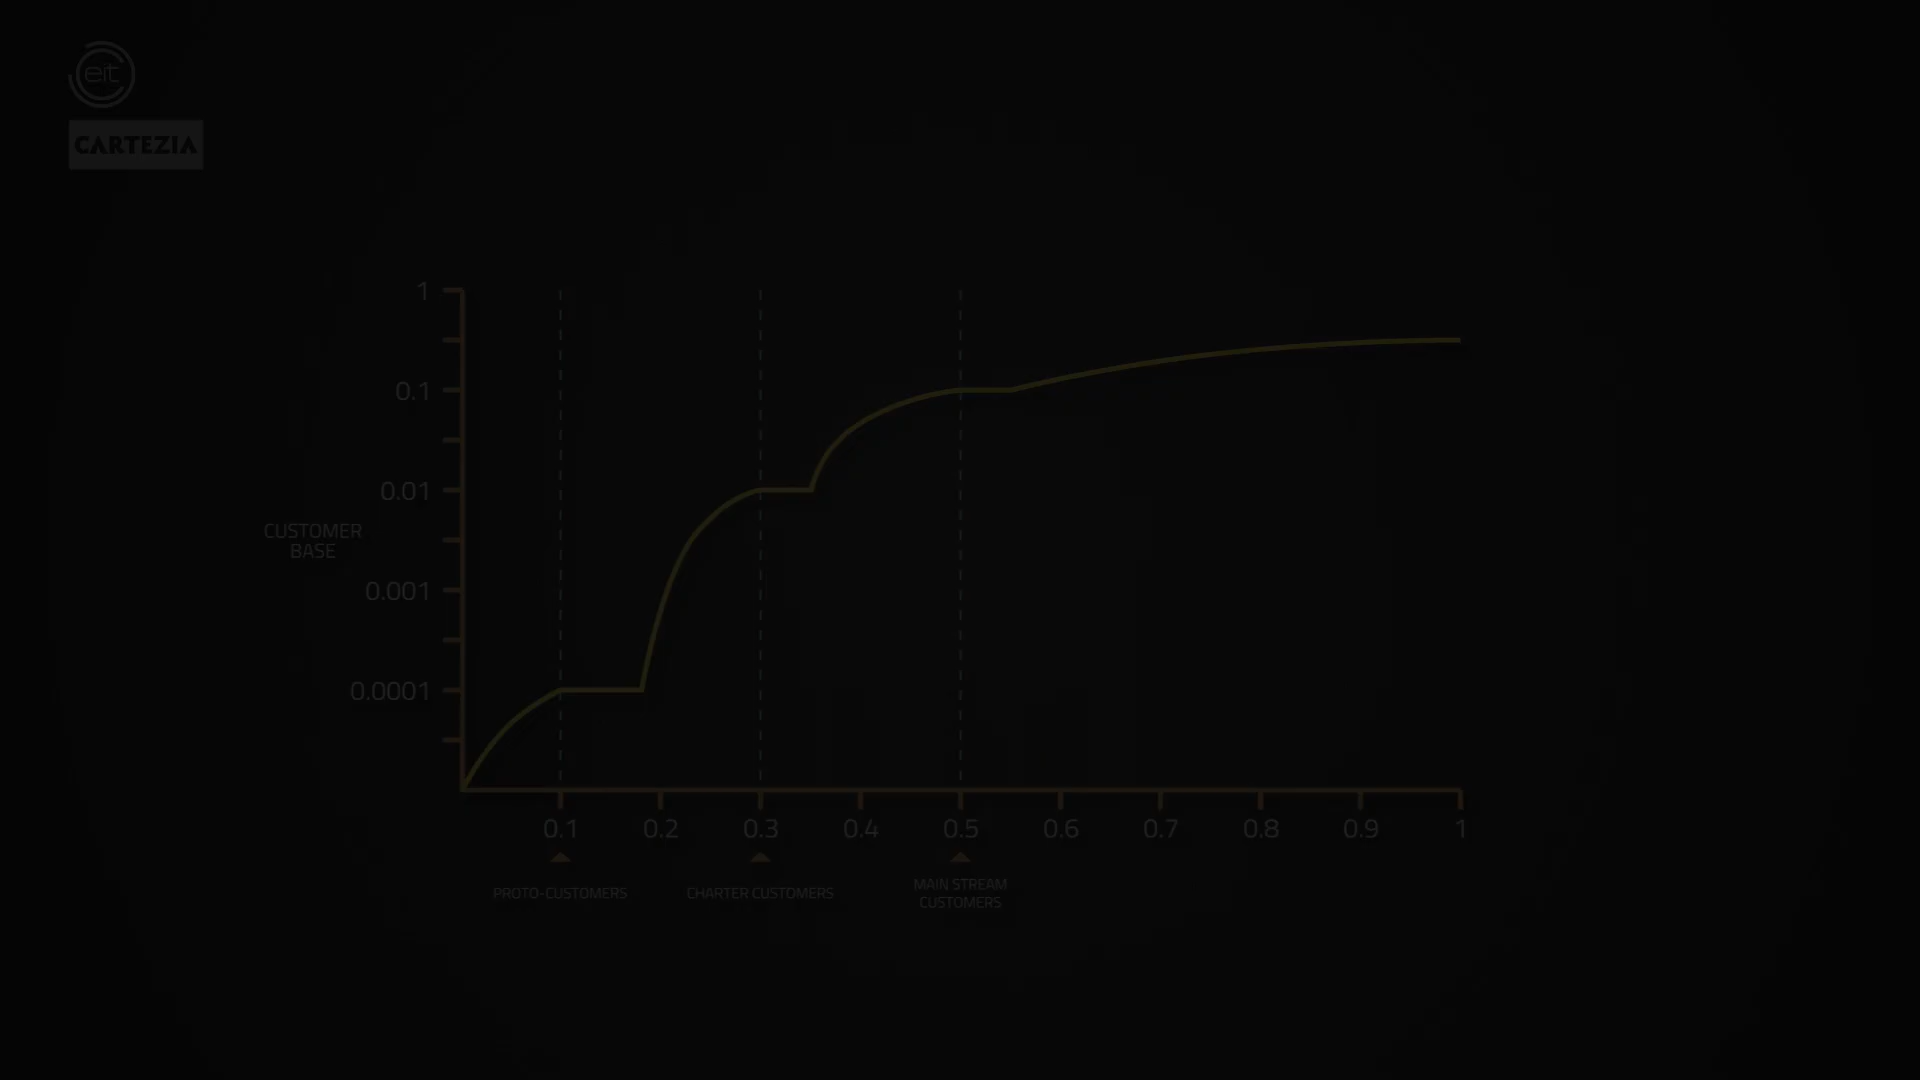 eit
CARTEZIA
1
0.1
0.01
CUSTOMER
BASE
0.001
0.0001
0.1 0.2 0.3 0.4 0.5 0.6 0.7 0.8 0.9 1
PROTO-CUSTOMERS CHARTER CUSTOMERS MAIN STREAM
CUSTOMERS